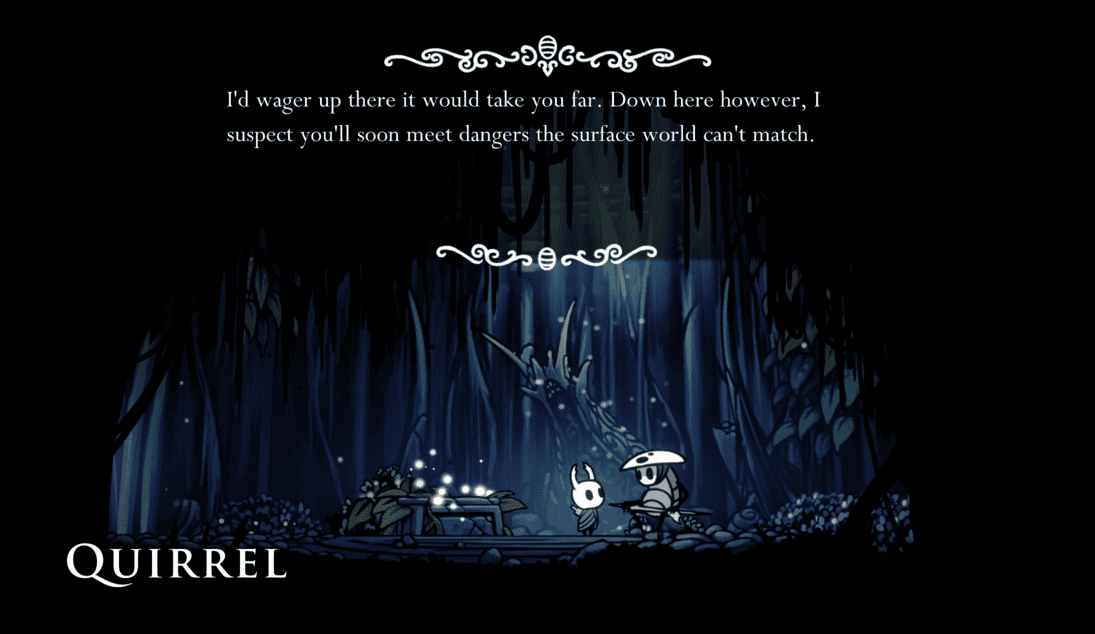 I'd wager up there it would take you far. Down here however, I
suspect you'll soon meet dangers the surface world can't match.
QUIRREL